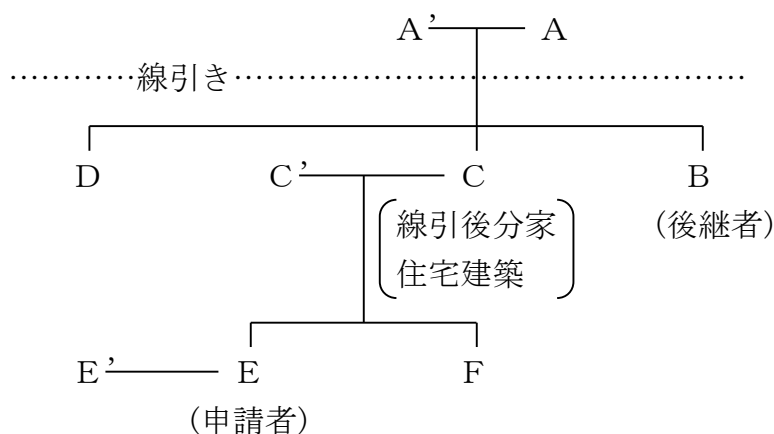 A’ A
…………線引き……………………………………
D C’ C B
線引後分家 （後継者）
住宅建築
E’ E F
（申請者）